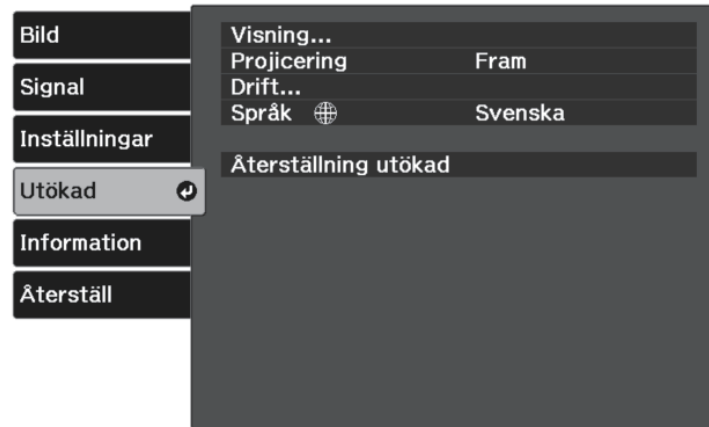 Bild
Signal
Inställningar
Utökad
Information
Återställ
Visning...
Projicering Fram
Drift...
Språk Svenska
Återställning utökad